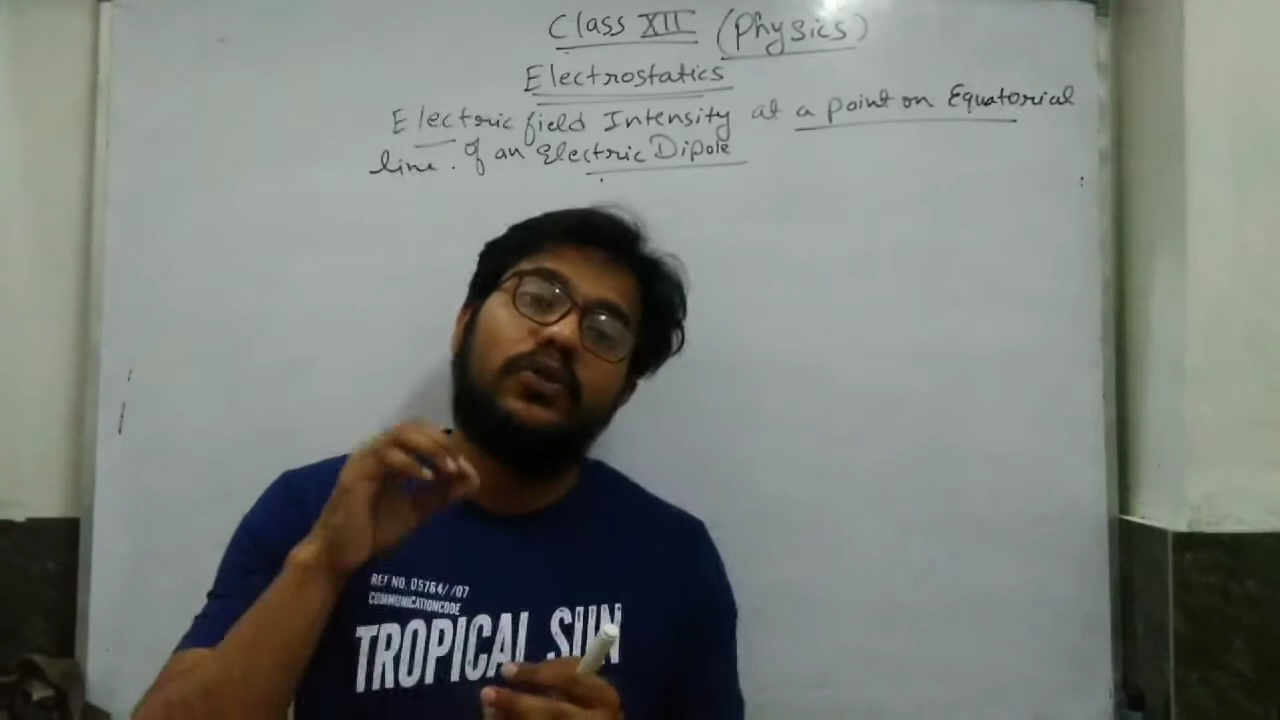 Class XII (Physics)
Electrostatics
Electric field Intensity at a point on Equatorial
line. of an Electric Dipole
REF NO. 05764/ /07
COMMUNICATIONCODE
TROPICAL SUN